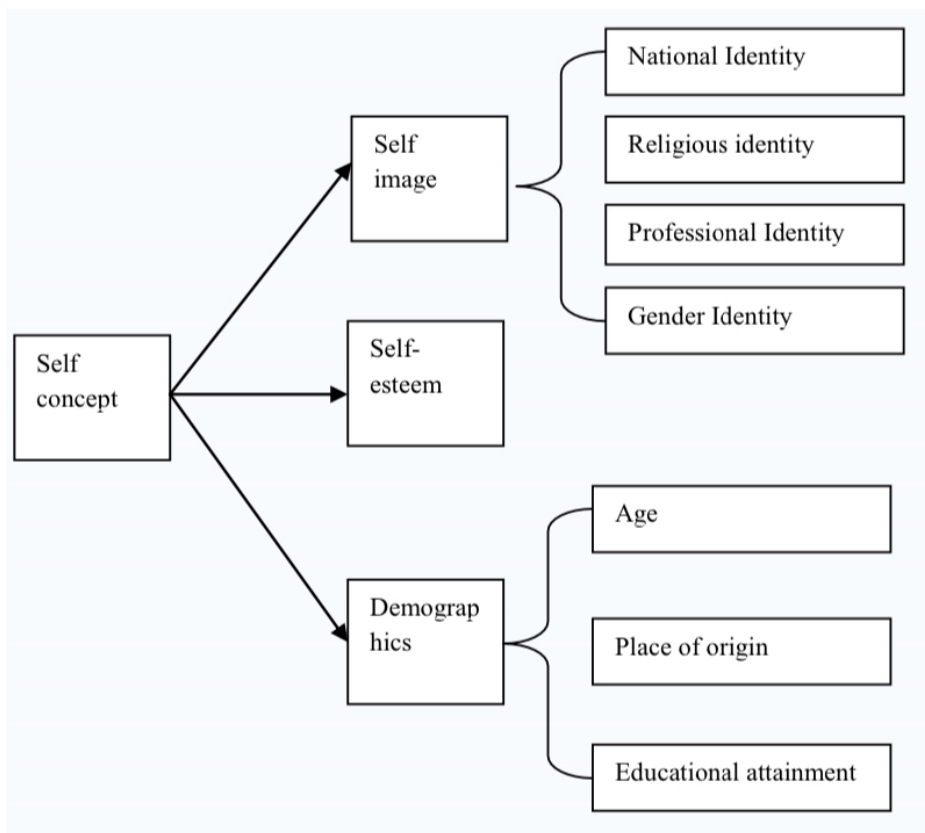 National Identity
Self
image
Religious identity
Professional Identity
Gender Identity
Self
concept
Self-
esteem
Age
Demograp
hics
Place of origin
Educational attainment